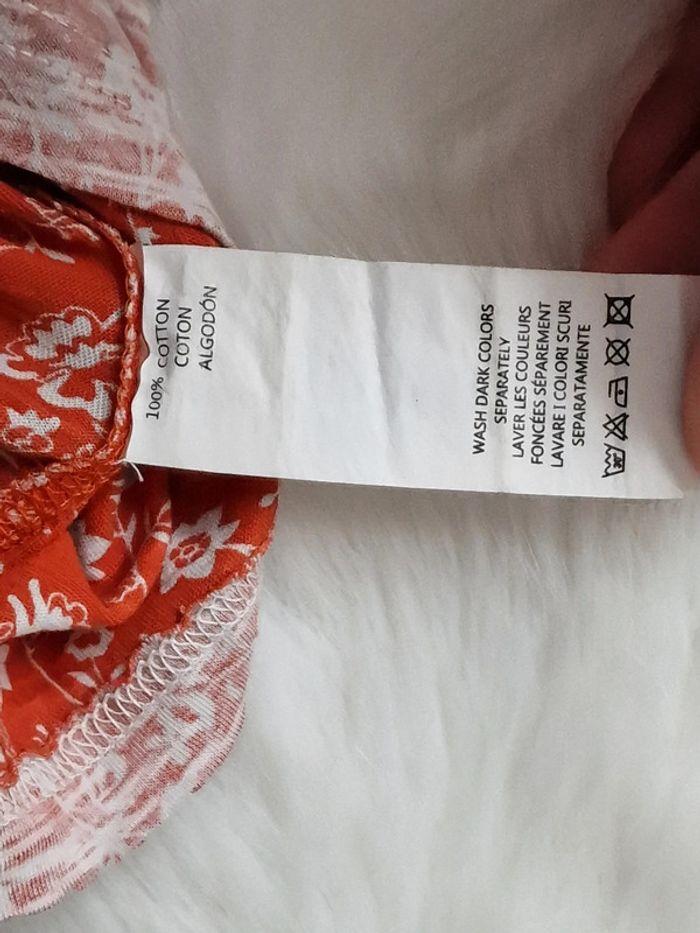 100% COTTON
COTON
ALGODÓN
WASH DARK COLORS
SEPARATELY
LAVER LES COULEURS
FONCÉES SÉPAREMENT
LAVARE I COLORI SCURI
SEPARATAMENTE